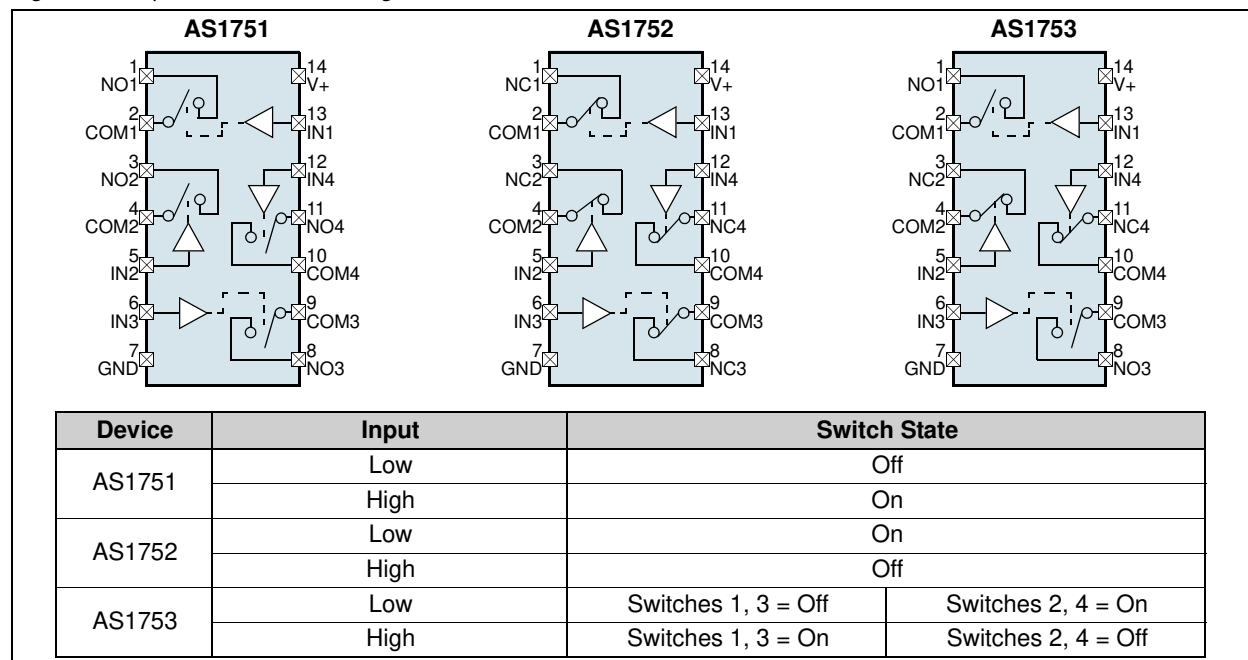 AS1751
1
NO1
14
V+
2
COM1
13
IN1
3
NO2
12
IN4
4
COM2
11
NO4
5
IN2
10
COM4
6
IN3
9
COM3
7
GND
8
NO3
AS1752
1
NC1
14
V+
2
COM1
13
IN1
3
NC2
12
IN4
4
COM2
11
NC4
5
IN2
10
COM4
6
IN3
9
COM3
7
GND
8
NC3
AS1753
1
NO1
14
V+
2
COM1
13
IN1
3
NC2
12
IN4
4
COM2
11
NC4
5
IN2
10
COM4
6
IN3
9
COM3
7
GND
8
NO3
Device Input Switch State
AS1751
Low Off
High On
AS1752
Low On
High Off
AS1753
Low Switches 1, 3 = Off Switches 2, 4 = On
High Switches 1, 3 = On Switches 2, 4 = Off